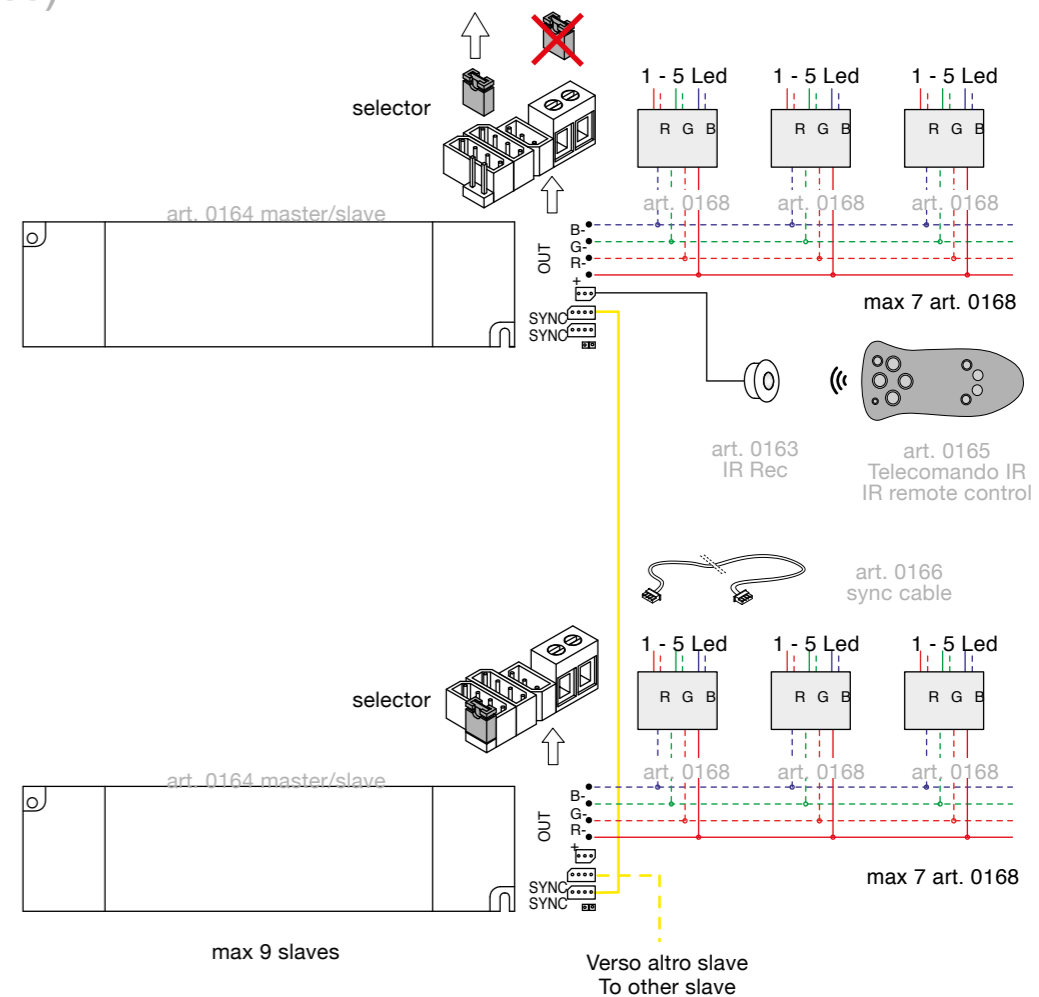 selector
1 - 5 Led 1 - 5 Led 1 - 5 Led
R G B R G B R G B
art. 0164 master/slave
art. 0168 art. 0168 art. 0168
OUT
B-
G-
R-
+
SYNC
SYNC
max 7 art. 0168
art. 0163
IR Rec
art. 0165
Telecomando IR
IR remote control
art. 0166
sync cable
selector
1 - 5 Led 1 - 5 Led 1 - 5 Led
R G B R G B R G B
art. 0164 master/slave
art. 0168 art. 0168 art. 0168
OUT
B-
G-
R-
+
SYNC
SYNC
max 7 art. 0168
max 9 slaves
Verso altro slave
To other slave